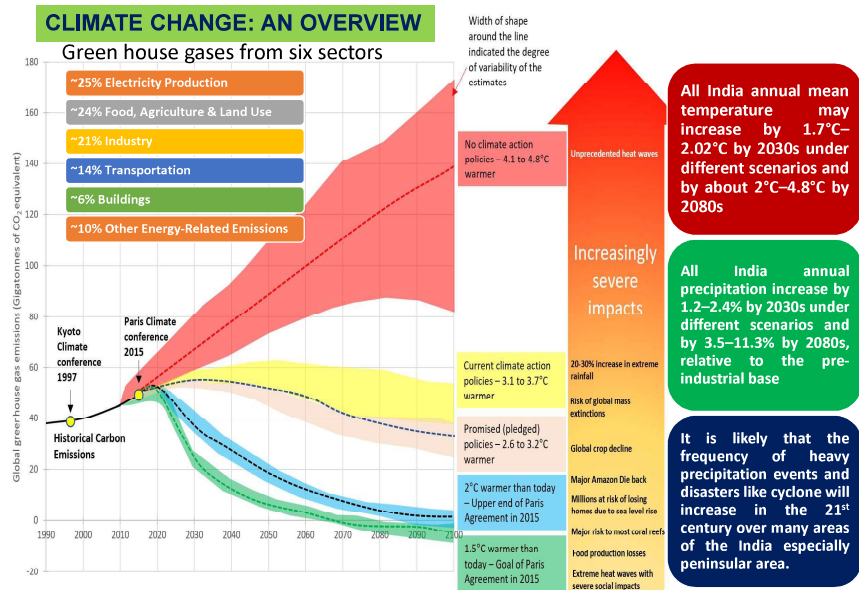 CLIMATE CHANGE: AN OVERVIEW
Green house gases from six sectors
~25% Electricity Production
~24% Food, Agriculture & Land Use
~21% Industry
~14% Transportation
~6% Buildings
~10% Other Energy-Related Emissions
Global greenhouse gas emissions (Gigatonnes of CO2 equivalent)
180
160
140
120
100
80
60
40
20
0
-20
1990
2000
2010
2020
2030
2040
2050
2060
2070
2080
2090
2100
Kyoto
Climate
conference
1997
Paris Climate
conference
2015
Historical Carbon
Emissions
Width of shape
around the line
indicated the degree
of variability of the
estimates
No climate action
policies – 4.1 to 4.8°C
warmer
Current climate action
policies – 3.1 to 3.7°C
warmer
Promised (pledged)
policies – 2.6 to 3.2°C
warmer
2°C warmer than today
– Upper end of Paris
Agreement in 2015
1.5°C warmer than
today – Goal of Paris
Agreement in 2015
Unprecedented heat waves
Increasingly
severe
impacts
20-30% increase in extreme
rainfall
Risk of global mass
extinctions
Global crop decline
Major Amazon Die back
Millions at risk of losing
homes due to sea level rise
Major risk to most coral reefs
Food production losses
Extreme heat waves with
severe social impacts
All India annual mean
temperature may
increase by 1.7°C–
2.02°C by 2030s under
different scenarios and
by about 2°C–4.8°C by
2080s
All India annual
precipitation increase by
1.2–2.4% by 2030s under
different scenarios and
by 3.5–11.3% by 2080s,
relative to the pre-
industrial base
It is likely that the
frequency of heavy
precipitation events and
disasters like cyclone will
increase in the 21st
century over many areas
of the India especially
peninsular area.